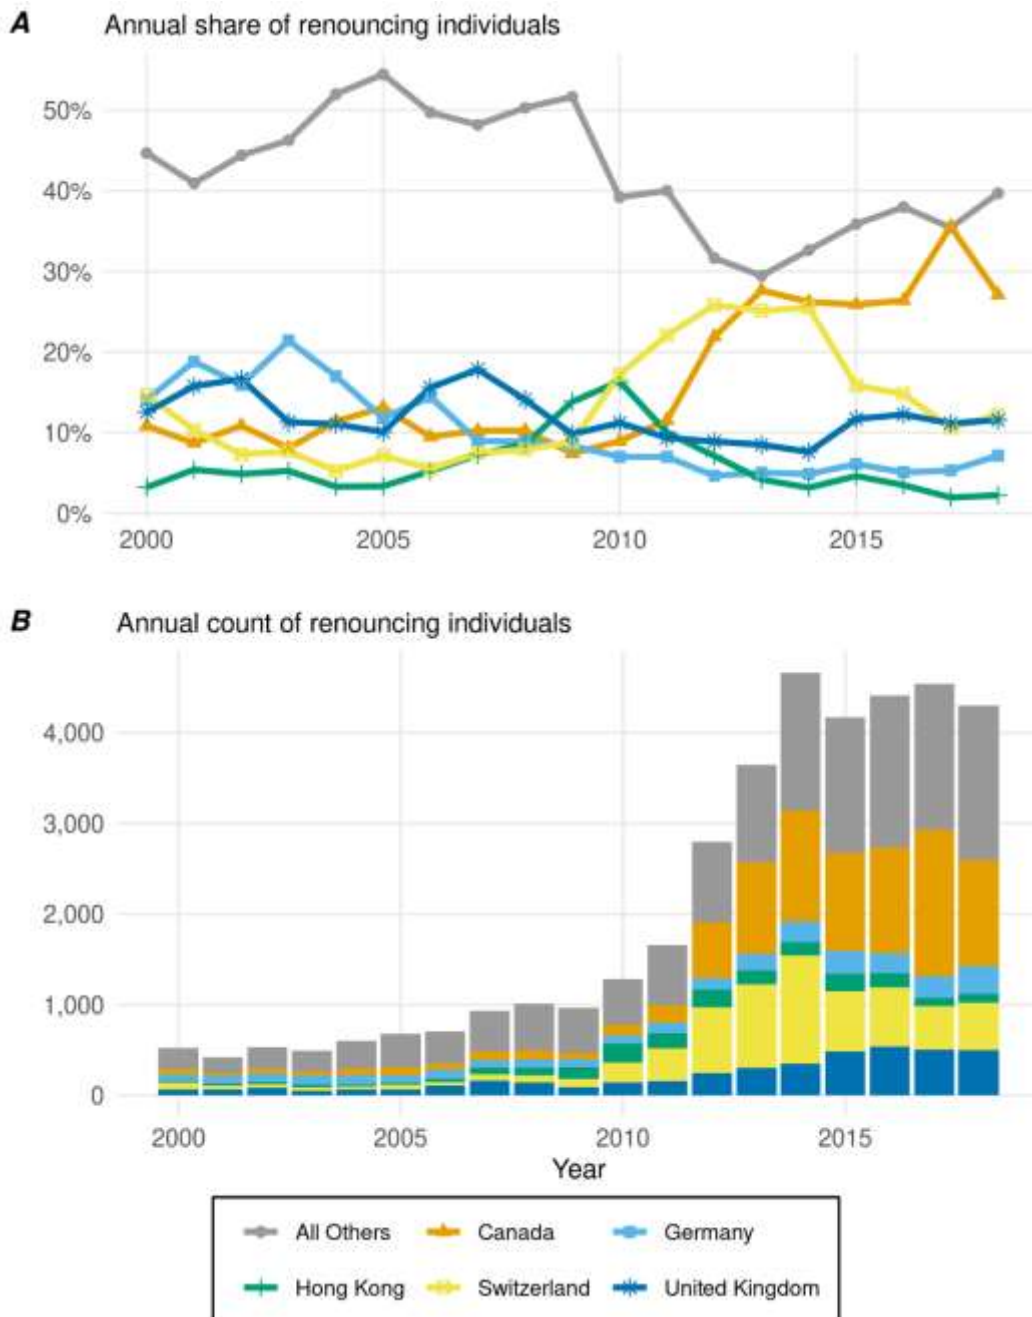 A Annual share of renouncing individuals
50%
40%
30%
20%
10%
0%
2000 2005 2010 2015
B Annual count of renouncing individuals
4,000
3,000
2,000
1,000
0
2000 2005 2010 2015
Year
All Others Canada Germany
Hong Kong Switzerland United Kingdom